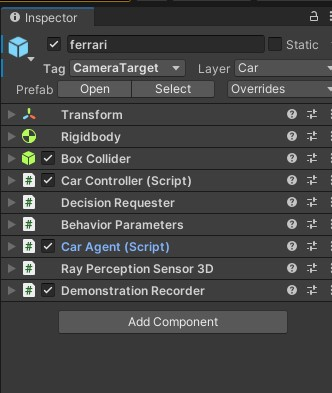 Inspector
ferrari Static
Tag CameraTarget Layer Car
Prefab Open Select Overrides
Transform
Rigidbody
Box Collider
# Car Controller (Script)
# Decision Requester
# Behavior Parameters
# Car Agent (Script)
# Ray Perception Sensor 3D
# Demonstration Recorder
Add Component